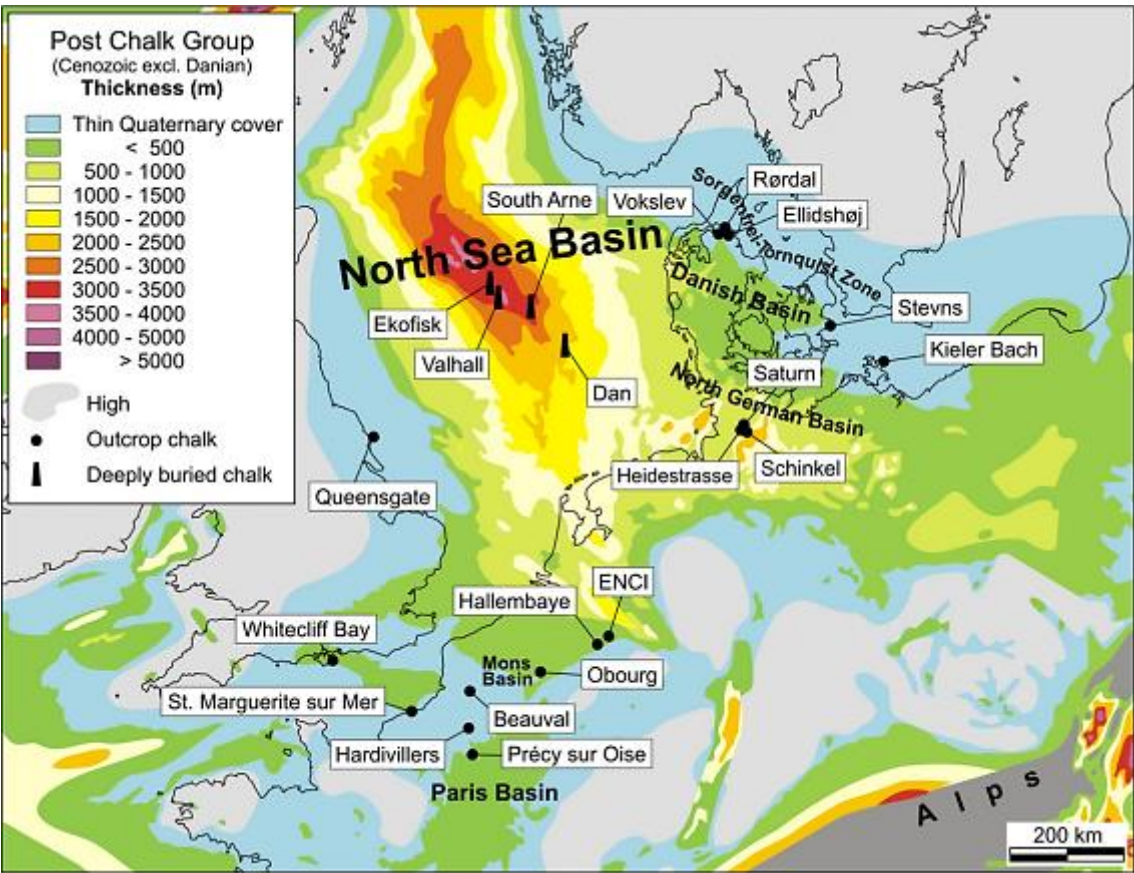 Post Chalk Group
(Cenozoic excl. Danian)
Thickness (m)
Thin Quaternary cover
< 500
500 - 1000
1000 - 1500
1500 - 2000
2000 - 2500
2500 - 3000
3000 - 3500
3500 - 4000
4000 - 5000
> 5000
High
Outcrop chalk
Deeply buried chalk
Rørdal
South Arne
Vokslev
Ellidshøj
Sorgenfrei-Tornquist Zone
North Sea Basin
Danish Basin
Stevns
Ekofisk
Kieler Bach
Valhall
Saturn
Dan
North German Basin
Heidestrasse
Schinkel
Queensgate
ENCI
Hallembaye
Whitecliff Bay
Mons
Basin
Obourg
St. Marguerite sur Mer
Beauval
Hardivillers
Précy sur Oise
Paris Basin
Alps
200 km